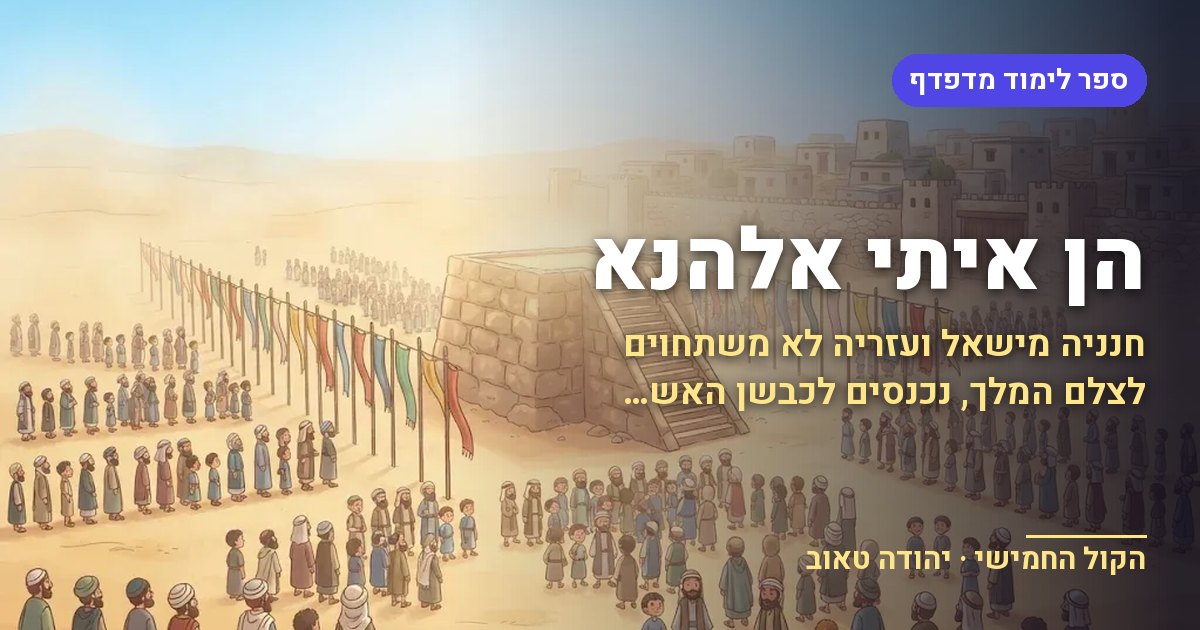 ספר לימוד מדפדף
הן איתי אלהנא
חנניה מישאל ועזריה לא משתחוים
לצלם המלך, נכנסים לכבשן האש...
הקול החמישי · יהודה טאוב